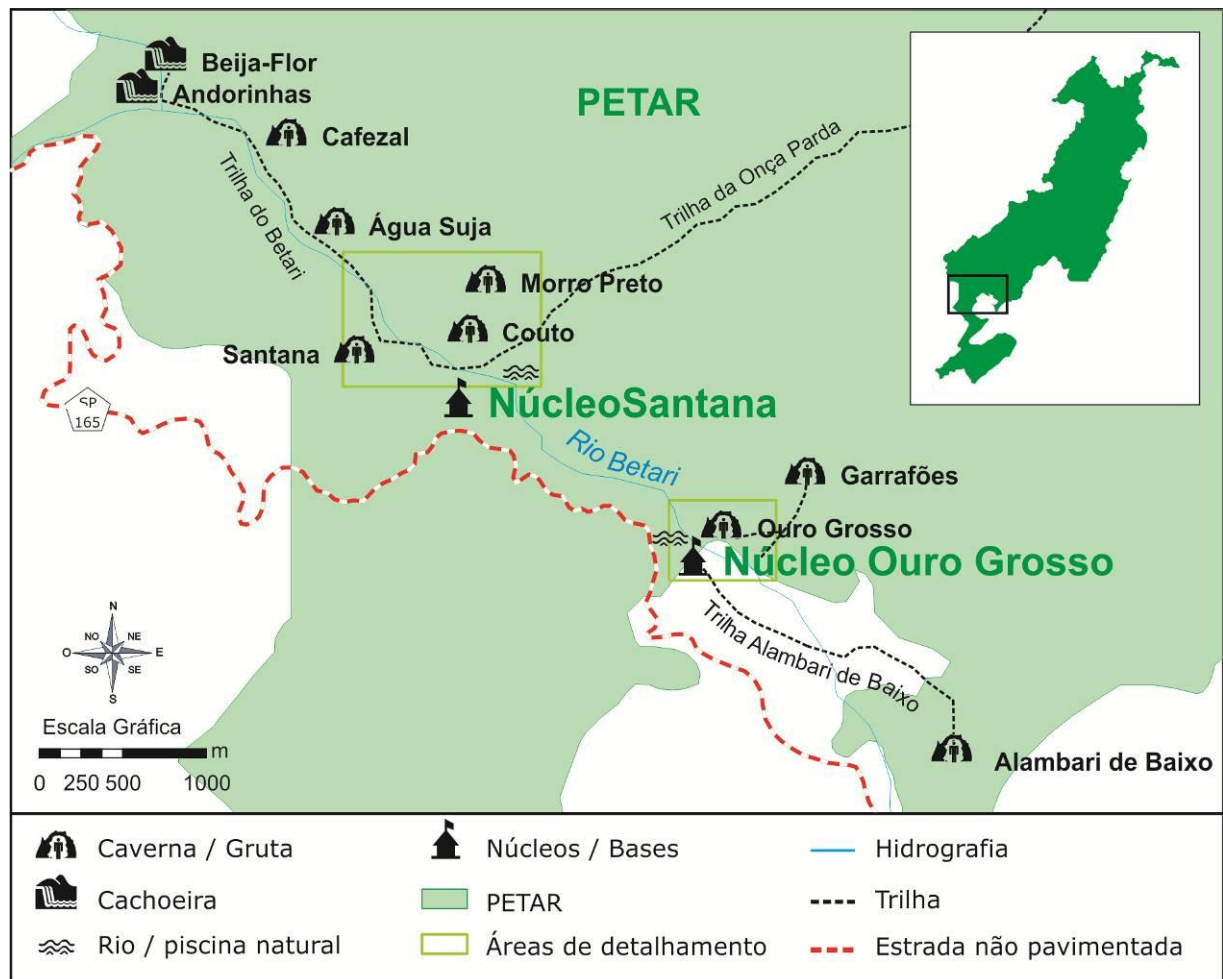 Beija-Flor
Andorinhas
PETAR
Cafezal
Trilha da Onça Parda
Trilha do Betari
Água Suja
Morro Preto
Couto
Santana
NúcleoSantana
SP
165
Rio Betari
Garrafões
Ouro Grosso
Núcleo Ouro Grosso
Trilha Alambari de Baixo
Alambari de Baixo
N
NO NE
O E
SO SE
S
Escala Gráfica
m
0 250 500 1000
Caverna / Gruta
Núcleos / Bases
Hidrografia
Cachoeira
PETAR
Trilha
Rio / piscina natural
Áreas de detalhamento
Estrada não pavimentada